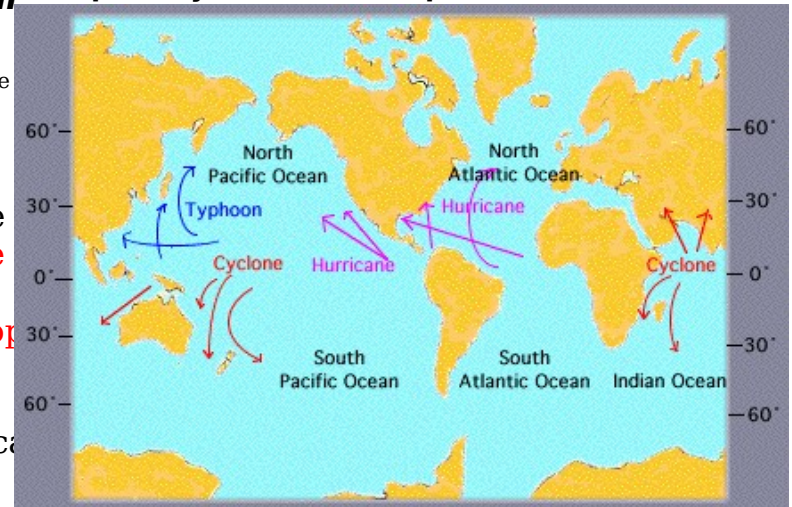 e
e
e
60°
30°
0°
30°
60°
North
Pacific Ocean
North
Atlantic Ocean
Typhoon
Hurricane
Cyclone
Hurricane
Cyclone
South
Pacific Ocean
South
Atlantic Ocean
Indian Ocean
60°
30°
0°
30°
60°